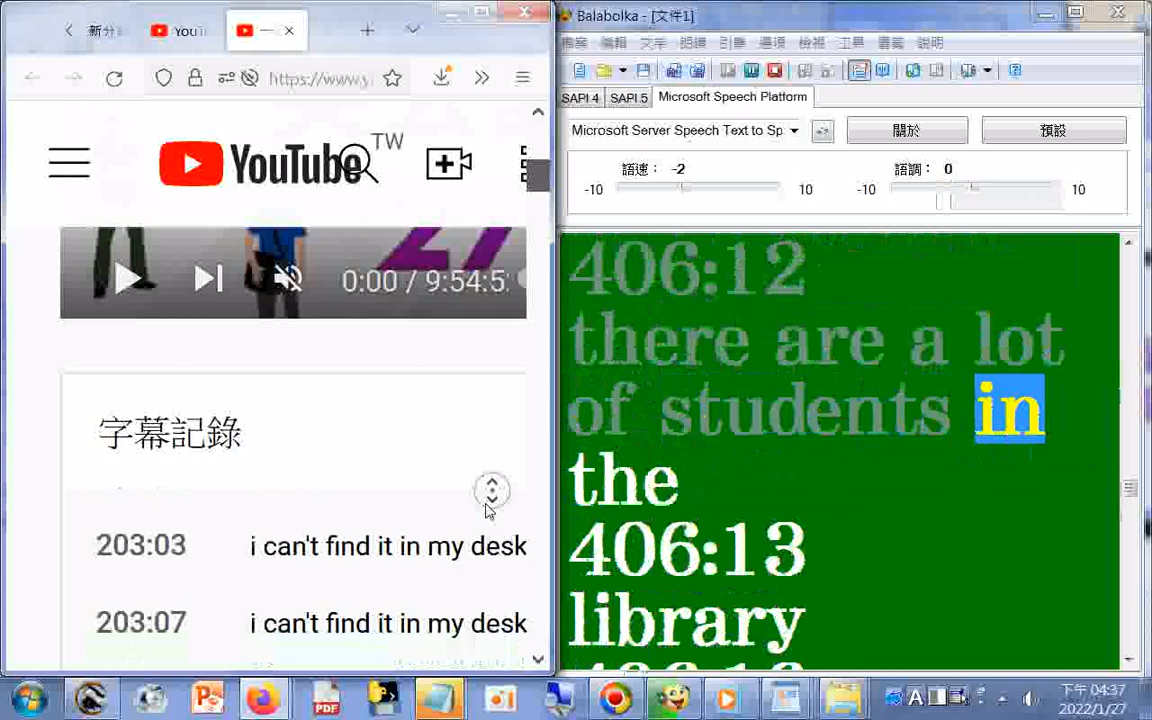 新分
YouT
Balabolka - [文件1]
檔案 編輯 文字 朗讀 引擎 選項 檢視 工具 書籤 說明
https://www.y
SAPI 4 SAPI 5 Microsoft Speech Platform
Microsoft Server Speech Text to Sp
關於
預設
語速： -2
語調： 0
-10 10 -10 10
YouTube TW
27
0:00 / 9:54:5
字幕記錄
203:03 i can't find it in my desk
203:07 i can't find it in my desk
406:12
there are a lot
of students in
the
406:13
library
PDF
A
下午 04:37
2022/1/27